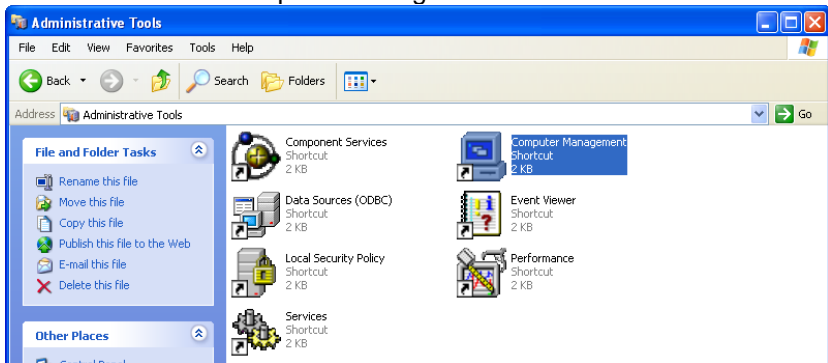 Administrative Tools
File Edit View Favorites Tools Help
Back Search Folders
Address Administrative Tools Go
File and Folder Tasks
Rename this file
Move this file
Copy this file
Publish this file to the Web
E-mail this file
Delete this file
Other Places
Component Services
Shortcut
2 KB
Computer Management
Shortcut
2 KB
Data Sources (ODBC)
Shortcut
2 KB
Event Viewer
Shortcut
2 KB
Local Security Policy
Shortcut
2 KB
Performance
Shortcut
2 KB
Services
Shortcut
2 KB